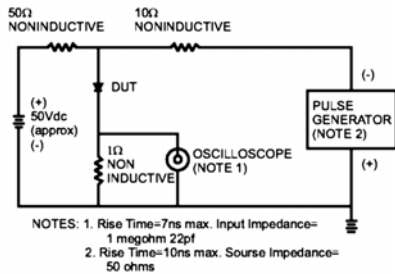 50Ω
NONINDUCTIVE
10Ω
NONINDUCTIVE
(+)
50Vdc
(approx)
(-)
DUT
1Ω
NON
INDUCTIVE
OSCILLOSCOPE
(NOTE 1)
(-)
PULSE
GENERATOR
(NOTE 2)
(+)
NOTES: 1. Rise Time=7ns max. Input Impedance=
1 megohm 22pf
2. Rise Time=10ns max. Sourse Impedance=
50 ohms